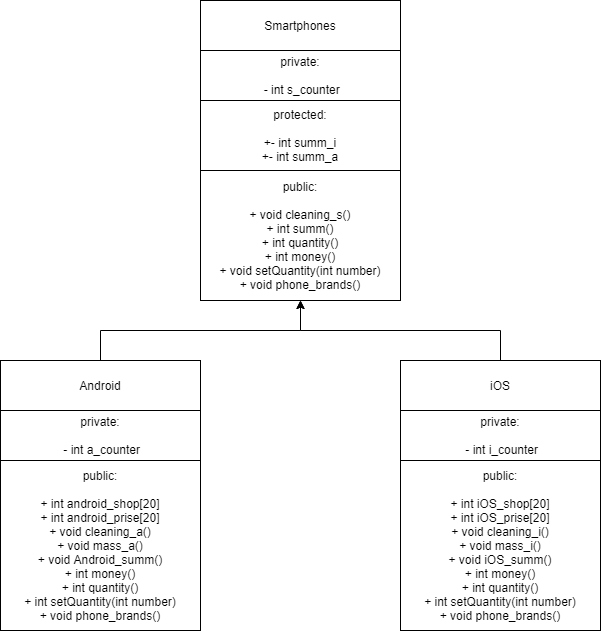 Smartphones
private:
- int s_counter
protected:
+- int summ_i
+- int summ_a
public:
+ void cleaning_s()
+ int summ()
+ int quantity()
+ int money()
+ void setQuantity(int number)
+ void phone_brands()
Android
private:
- int a_counter
public:
+ int android_shop[20]
+ int android_prise[20]
+ void cleaning_a()
+ void mass_a()
+ void Android_summ()
+ int money()
+ int quantity()
+ int setQuantity(int number)
+ void phone_brands()
iOS
private:
- int i_counter
public:
+ int iOS_shop[20]
+ int iOS_prise[20]
+ void cleaning_i()
+ void mass_i()
+ void iOS_summ()
+ int money()
+ int quantity()
+ int setQuantity(int number)
+ void phone_brands()